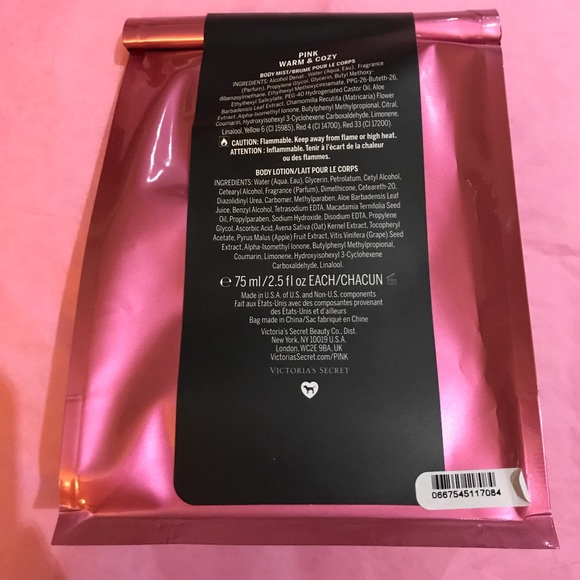 PINK
WARM & COZY
BODY MIST/BRUME POUR LE CORPS
INGREDIENTS: Alcohol Denat., Water (Aqua, Eau), Fragrance
(Parfum), Propylene Glycol, Glycerin, Butyl Methoxy-
dibenzoylmethane, Ethylhexyl Methoxycinnamate, PPG-26-Buteth-26,
Ethylhexyl Salicylate, PEG-40 Hydrogenated Castor Oil, Aloe
Barbadensis Leaf Extract, Chamomilla Recutita (Matricaria) Flower
Extract, Alpha-Isomethyl Ionone, Butylphenyl Methylpropional, Citral,
Coumarin, Hydroxyisohexyl 3-Cyclohexene Carboxaldehyde, Limonene,
Linalool, Yellow 6 (CI 15985), Red 4 (CI 14700), Red 33 (CI 17200).
CAUTION: Flammable. Keep away from flame or high heat.
ATTENTION : Inflammable. Tenir à l'écart de la chaleur
ou des flammes.
BODY LOTION/LAIT POUR LE CORPS
INGREDIENTS: Water (Aqua, Eau), Glycerin, Petrolatum, Cetyl Alcohol,
Cetearyl Alcohol, Fragrance (Parfum), Dimethicone, Ceteareth-20,
Diazolidinyl Urea, Carbomer, Methylparaben, Aloe Barbadensis Leaf
Juice, Benzyl Alcohol, Tetrasodium EDTA, Macadamia Ternifolia Seed
Oil, Propylparaben, Sodium Hydroxide, Disodium EDTA, Propylene
Glycol, Ascorbic Acid, Avena Sativa (Oat) Kernel Extract, Tocopheryl
Acetate, Pyrus Malus (Apple) Fruit Extract, Vitis Vinifera (Grape) Seed
Extract, Alpha-Isomethyl Ionone, Butylphenyl Methylpropional,
Coumarin, Limonene, Hydroxyisohexyl 3-Cyclohexene
Carboxaldehyde, Linalool.
℮ 75 ml/2.5 fl oz EACH/CHACUN
Made in U.S.A. of U.S. and Non-U.S. components
Fait aux États-Unis avec des composantes provenant
des États-Unis et d'ailleurs
Bag made in China/Sac fabriqué en Chine
Victoria's Secret Beauty Co., Dist.
New York, NY 10019 U.S.A.
London, WC2E 9BA, UK
VictoriasSecret.com/PINK
VICTORIA'S SECRET
0667545117084